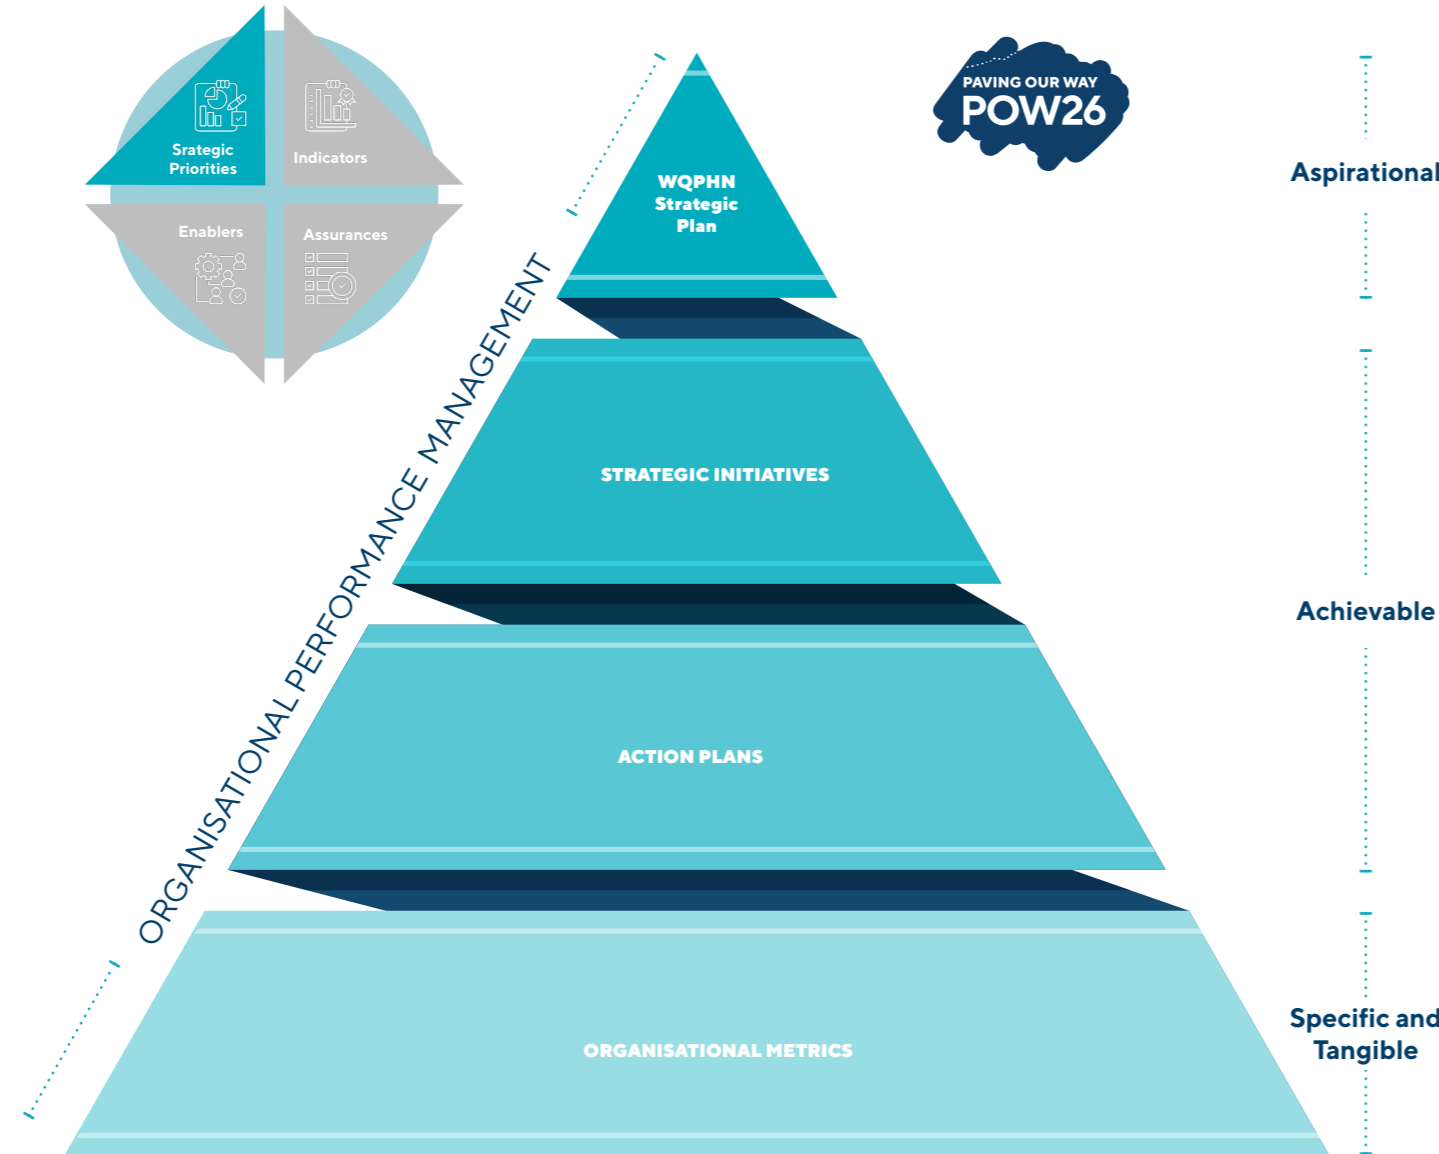 Srategic
Priorities
Indicators
Enablers
Assurances
PAVING OUR WAY
POW26
WQPHN
Strategic
Plan
Aspirational
ORGANISATIONAL PERFORMANCE MANAGEMENT
STRATEGIC INITIATIVES
Achievable
ACTION PLANS
ORGANISATIONAL METRICS
Specific and
Tangible